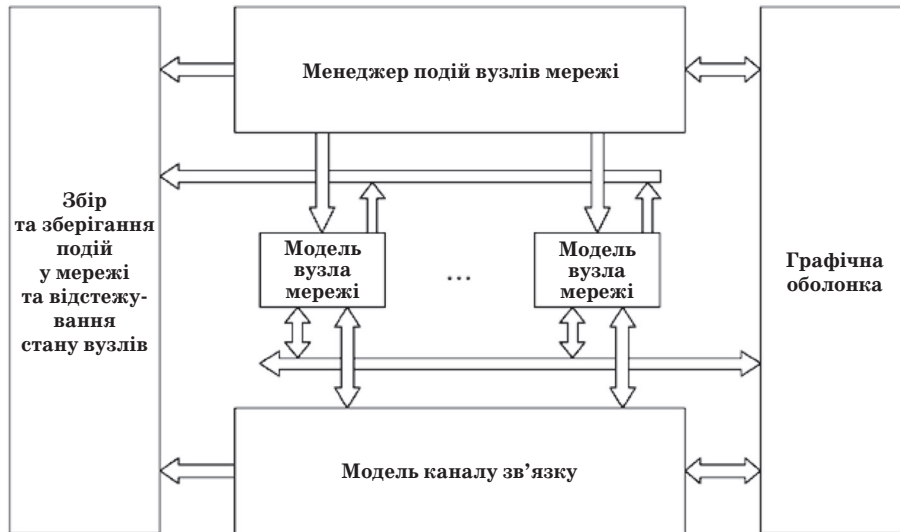 Менеджер подій вузлів мережі
Збір
та зберігання
подій
у мережі
та відстежу-
вання
стану вузлів
Модель
вузла
мережі
...
Модель
вузла
мережі
Графічна
оболонка
Модель каналу зв’язку